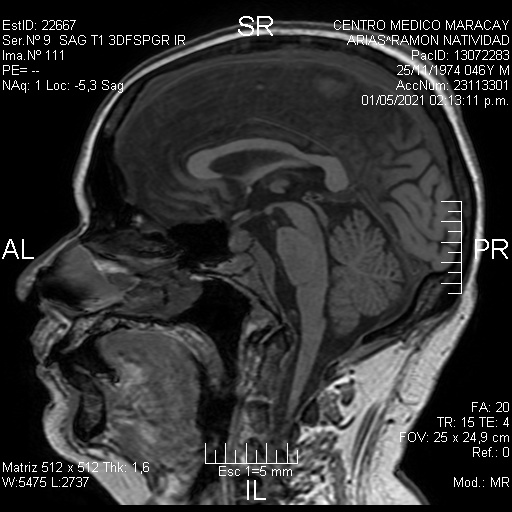 EstID: 22667
Ser.Nº 9 SAG T1 3DFSPGR IR
Ima.Nº 111
PE= --
NAq: 1 Loc: -5,3 Sag
SR
CENTRO MEDICO MARACAY
ARIAS^RAMON NATIVIDAD
PacID: 13072283
25/11/1974 046Y M
AccNum: 23113301
01/05/2021 02:13:11 p.m.
AL
PR
Matriz 512 x 512 Thk: 1,6
W:5475 L:2737
Esc 1=5 mm
IL
FA: 20
TR: 15 TE: 4
FOV: 25 x 24,9 cm
Ref.: 0
Mod.: MR